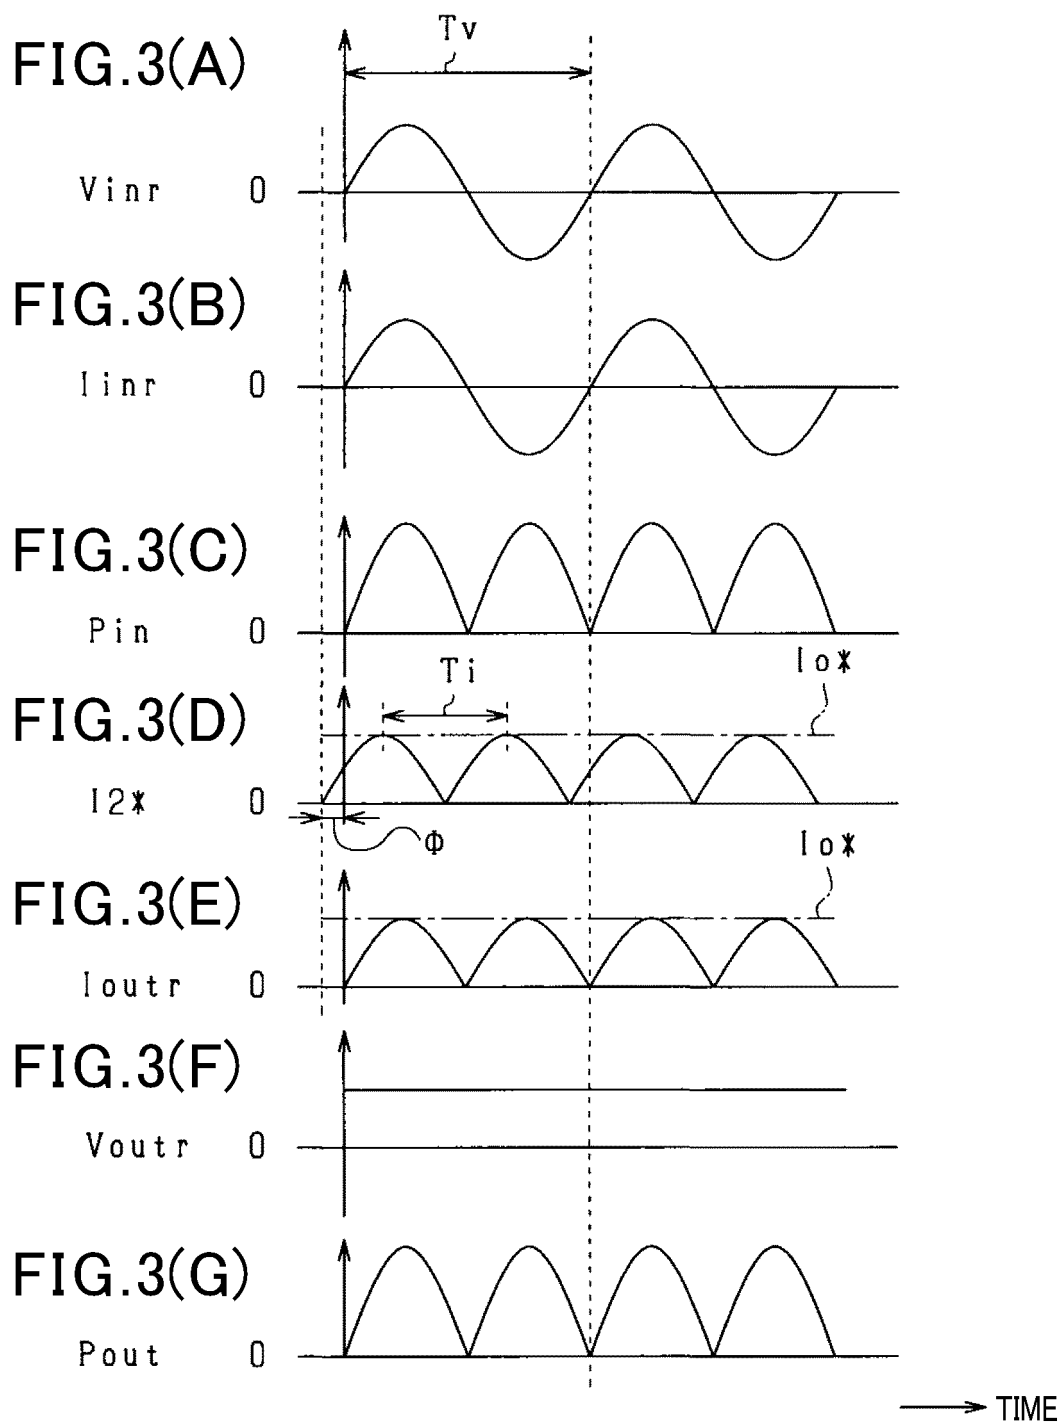 Tv
FIG.3(A)
Vinr 0
FIG.3(B)
Iinr 0
FIG.3(C)
Pin 0
Io*
Ti
FIG.3(D)
I2* 0
Φ
Io*
FIG.3(E)
Ioutr 0
FIG.3(F)
Voutr 0
FIG.3(G)
Pout 0
TIME